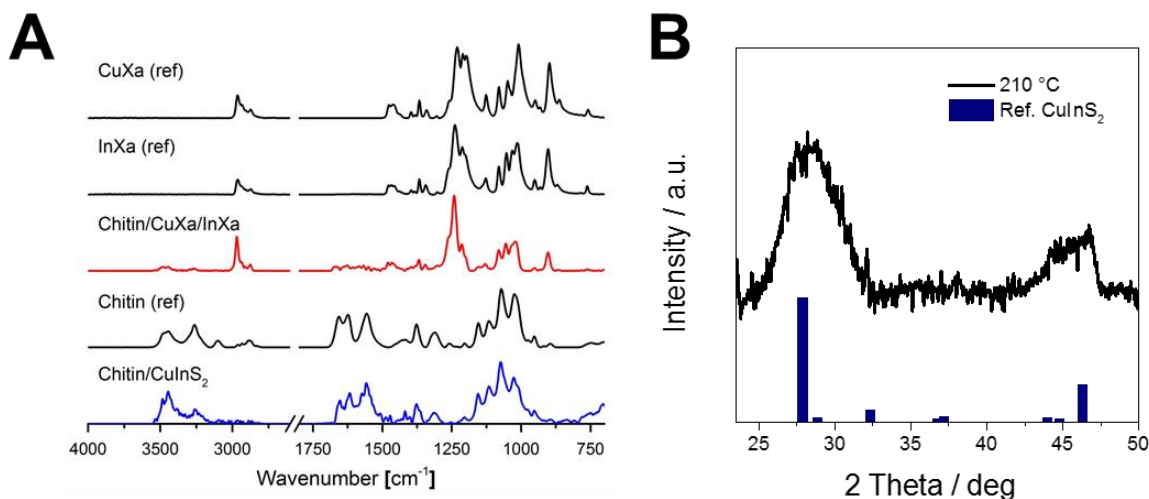 A
CuXa (ref)
InXa (ref)
Chitin/CuXa/InXa
Chitin (ref)
Chitin/CuInS₂
4000 3500 3000 1750 1500 1250 1000 750
Wavenumber [cm⁻¹]
B
210 °C
Ref. CuInS₂
Intensity / a.u.
25 30 35 40 45 50
2 Theta / deg